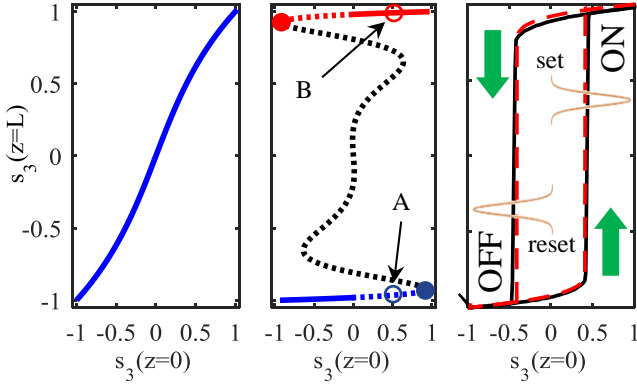 s₃(z=L)
1
0.5
0
-0.5
-1
-1 -0.5 0 0.5 1
s₃(z=0)
B
A
-1 -0.5 0 0.5 1
s₃(z=0)
ON
set
reset
OFF
-1 -0.5 0 0.5 1
s₃(z=0)